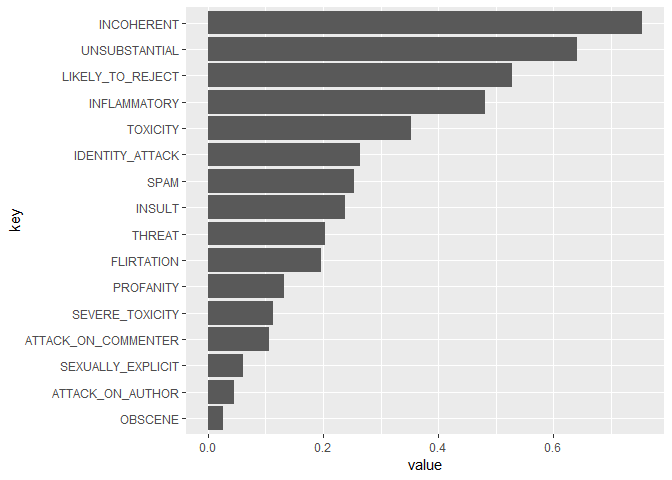 INCOHERENT
UNSUBSTANTIAL
LIKELY_TO_REJECT
INFLAMMATORY
TOXICITY
IDENTITY_ATTACK
SPAM
INSULT
THREAT
FLIRTATION
PROFANITY
SEVERE_TOXICITY
ATTACK_ON_COMMENTER
SEXUALLY_EXPLICIT
ATTACK_ON_AUTHOR
OBSCENE
key
0.0 0.2 0.4 0.6
value